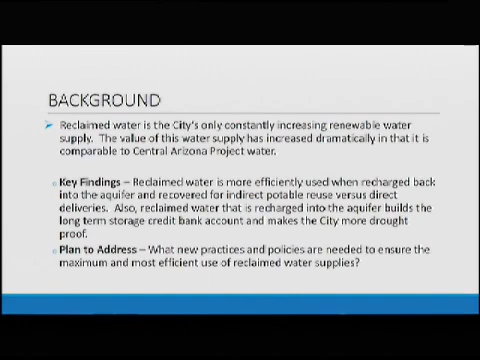 BACKGROUND
Reclaimed water is the City's only constantly increasing renewable water
supply. The value of this water supply has increased dramatically in that it is
comparable to Central Arizona Project water.
Key Findings – Reclaimed water is more efficiently used when recharged back
into the aquifer and recovered for indirect potable reuse versus direct
deliveries. Also, reclaimed water that is recharged into the aquifer builds the
long term storage credit bank account and makes the City more drought
proof.
Plan to Address – What new practices and policies are needed to ensure the
maximum and most efficient use of reclaimed water supplies?